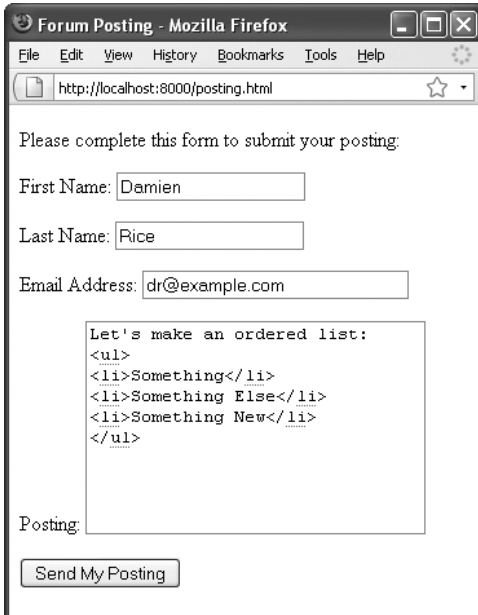 Forum Posting - Mozilla Firefox
File Edit View History Bookmarks Tools Help
http://localhost:8000/posting.html
Please complete this form to submit your posting:
First Name: Damien
Last Name: Rice
Email Address: dr@example.com
Let's make an ordered list:
<ul>
<li>Something</li>
<li>Something Else</li>
<li>Something New</li>
</ul>
Posting:
Send My Posting